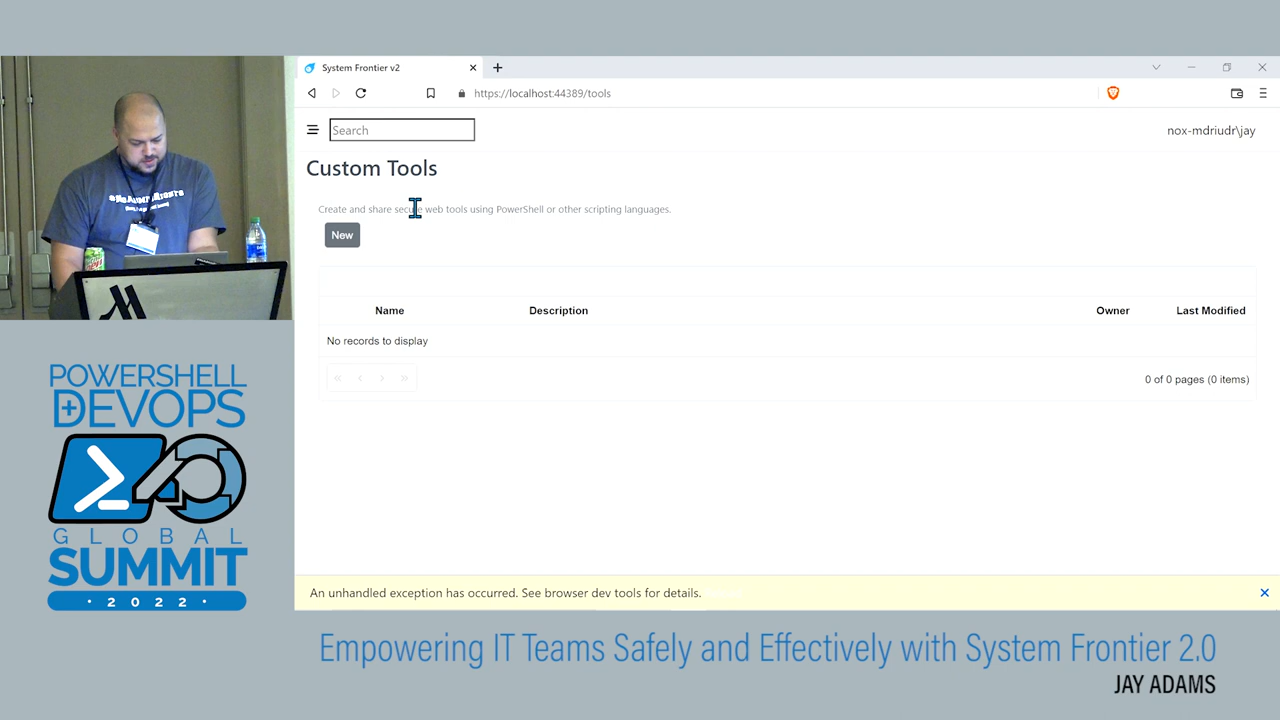 System Frontier v2
https://localhost:44389/tools
Search
nox-mdriudr\jay
Custom Tools
Create and share secure web tools using PowerShell or other scripting languages.
New
Name Description Owner Last Modified
No records to display
0 of 0 pages (0 items)
An unhandled exception has occurred. See browser dev tools for details.
POWERSHELL
DEVOPS
GLOBAL
SUMMIT
· 2022 ·
Empowering IT Teams Safely and Effectively with System Frontier 2.0
JAY ADAMS